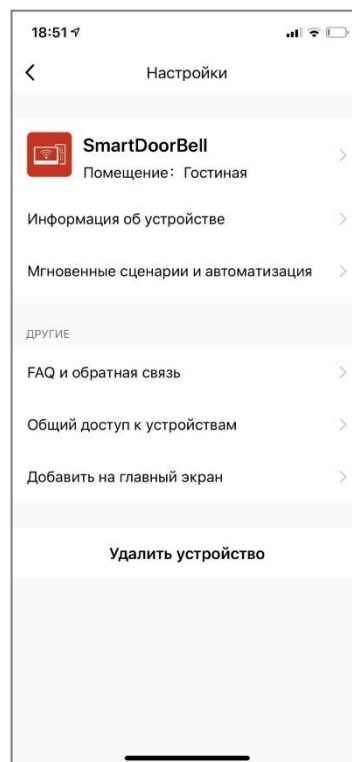 18:51
Настройки
SmartDoorBell
Помещение: Гостиная
Информация об устройстве
Мгновенные сценарии и автоматизация
ДРУГИЕ
FAQ и обратная связь
Общий доступ к устройствам
Добавить на главный экран
Удалить устройство